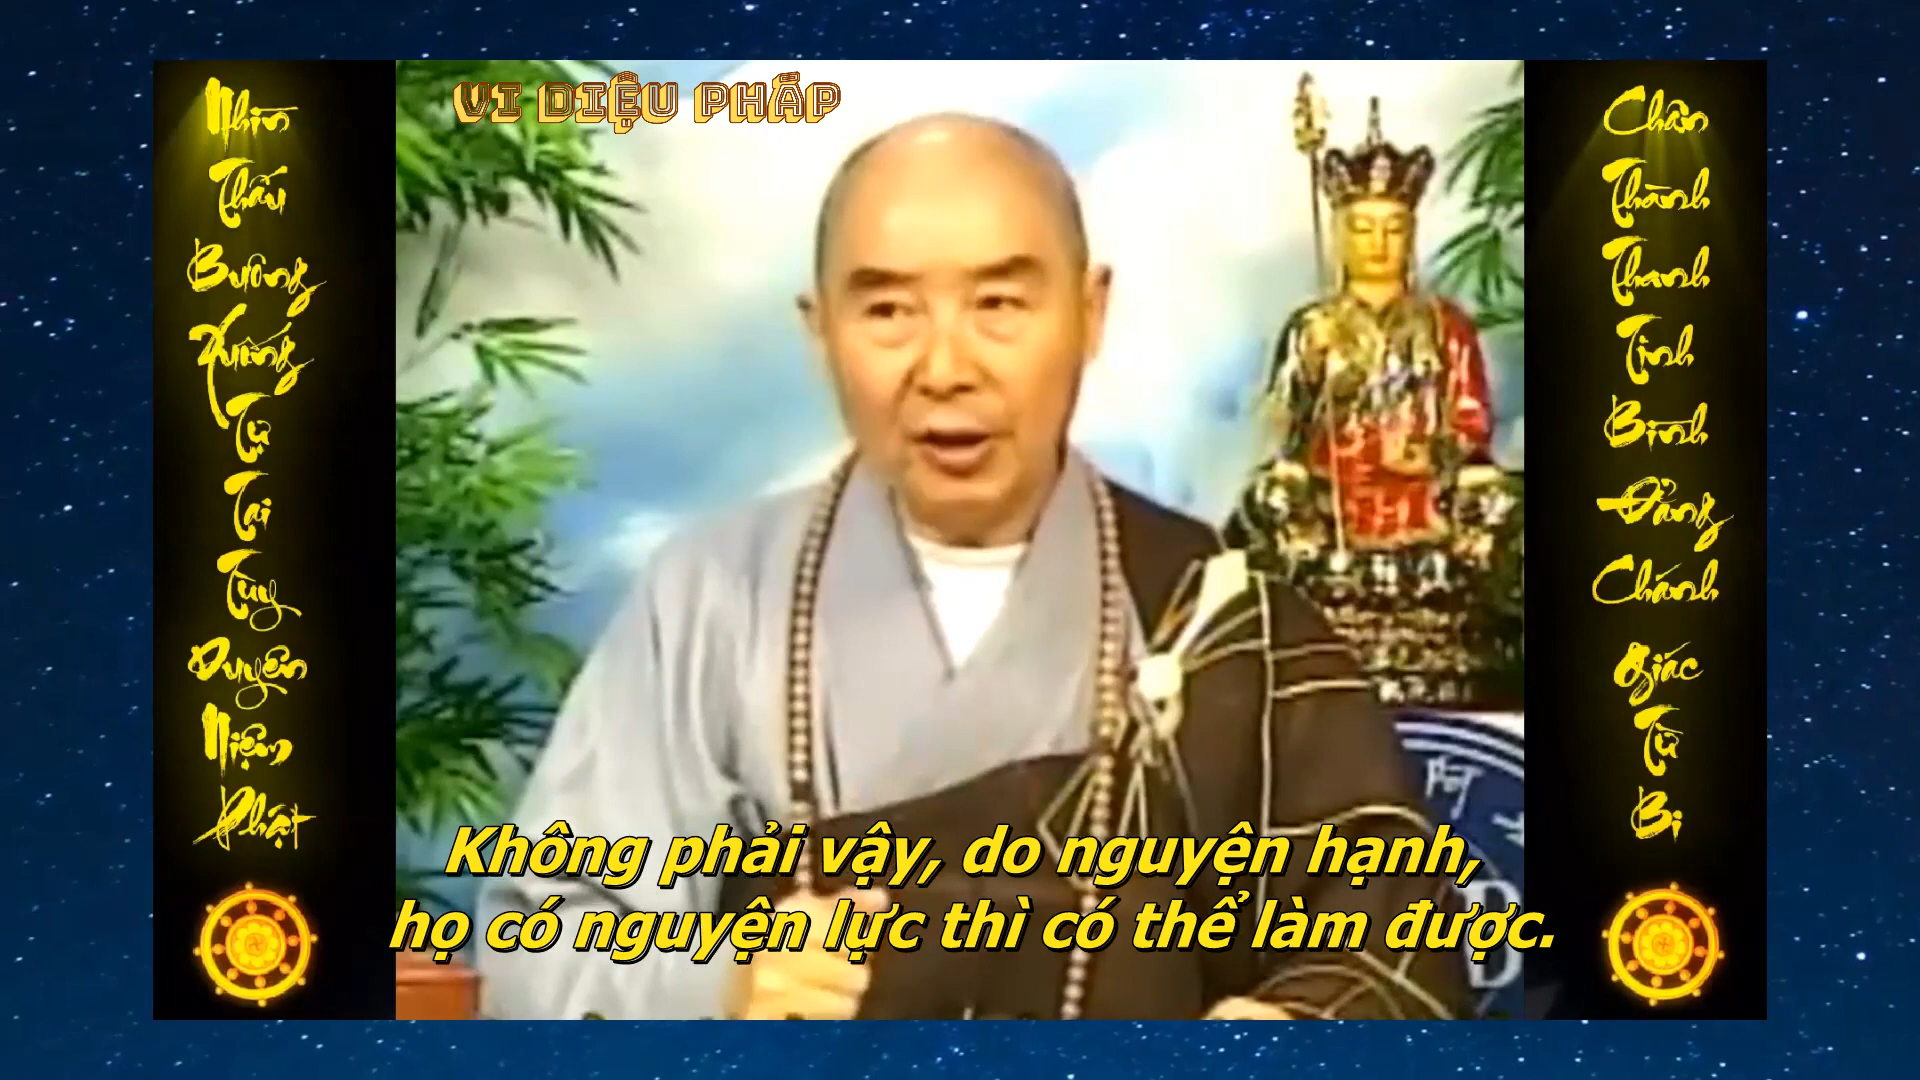 VI DIỆU PHÁP
Nhìn
Thấu
Buông
Xuống
Tự
Tại
Tùy
Duyên
Niệm
Phật
Chân
Thành
Thanh
Tịnh
Bình
Đẳng
Chánh
Giác
Từ
Bi
Không phải vậy, do nguyện hạnh,
họ có nguyện lực thì có thể làm được.